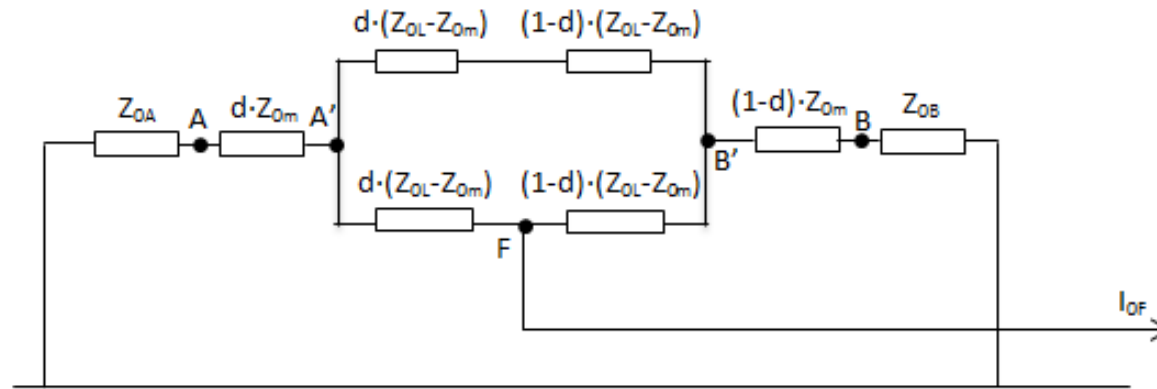 d·(Z₀L-Z₀m) (1-d)·(Z₀L-Z₀m)
Z₀A A d·Z₀m A' (1-d)·Z₀m B Z₀B
B'
d·(Z₀L-Z₀m) (1-d)·(Z₀L-Z₀m)
F
I₀F